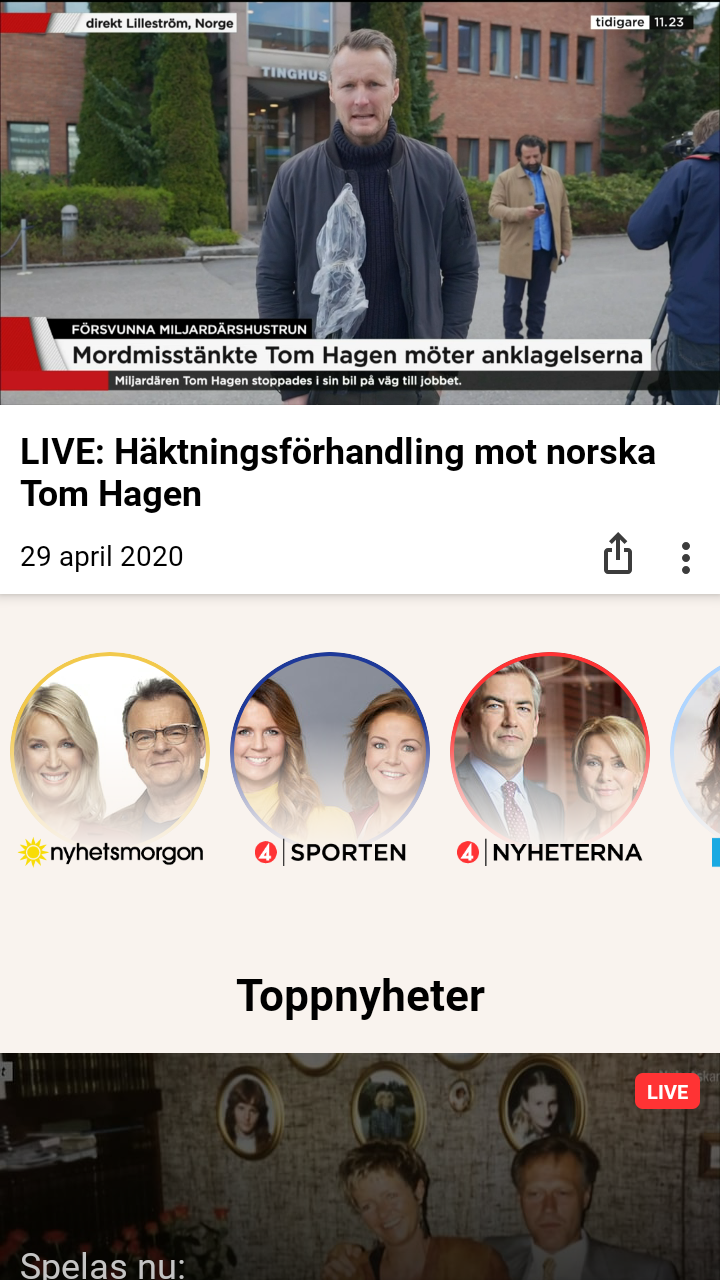 direkt Lilleström, Norge
tidigare 11.23
TINGHUS
FÖRSVUNNA MILJARDÄRSHUSTRUN
Mordmisstänkte Tom Hagen möter anklagelserna
Miljardären Tom Hagen stoppades i sin bil på väg till jobbet.
LIVE: Häktningsförhandling mot norska
Tom Hagen
29 april 2020
nyhetsmorgon
4 SPORTEN
4 NYHETERNA
Toppnyheter
LIVE
Spelas nu: